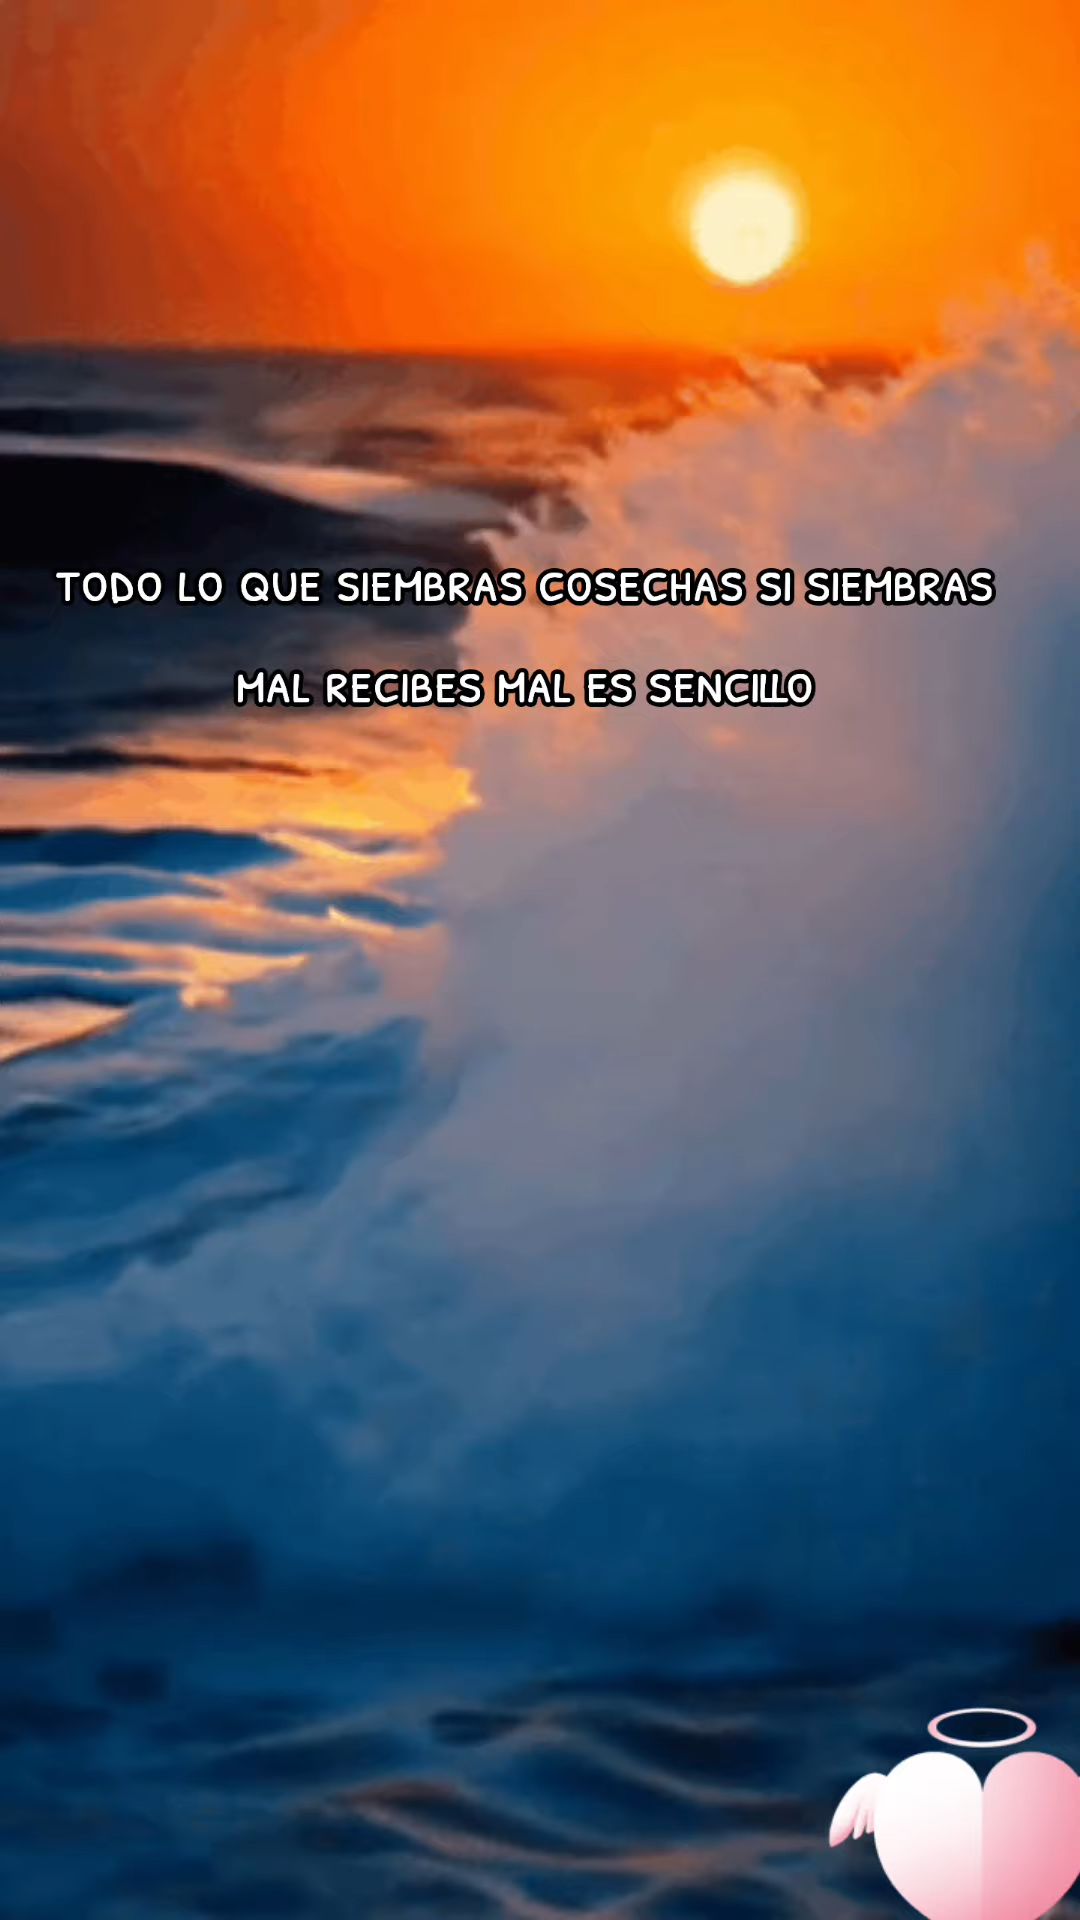 TODO LO QUE SIEMBRAS COSECHAS SI SIEMBRAS
MAL RECIBES MAL ES SENCILLO